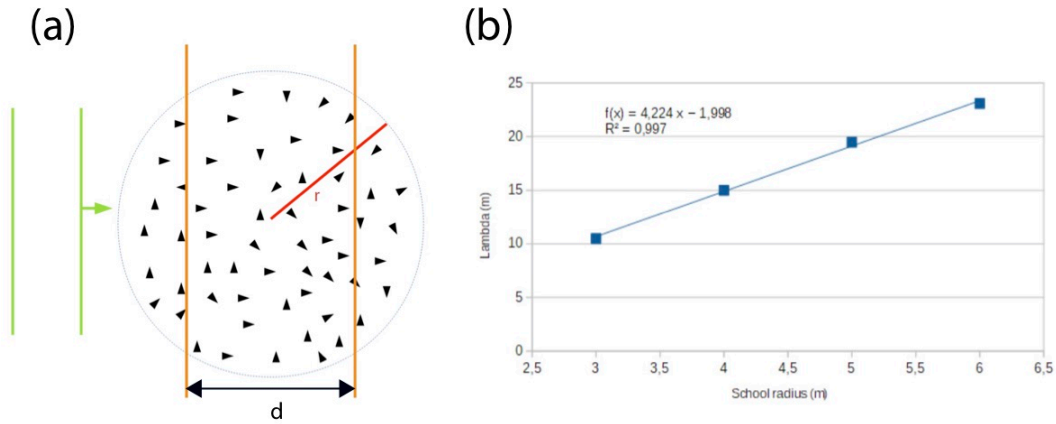 (a)
r
d
(b)
f(x) = 4,224 x − 1,998
R² = 0,997
Lambda (m)
25
20
15
10
5
0
2,5 3 3,5 4 4,5 5 5,5 6 6,5
School radius (m)